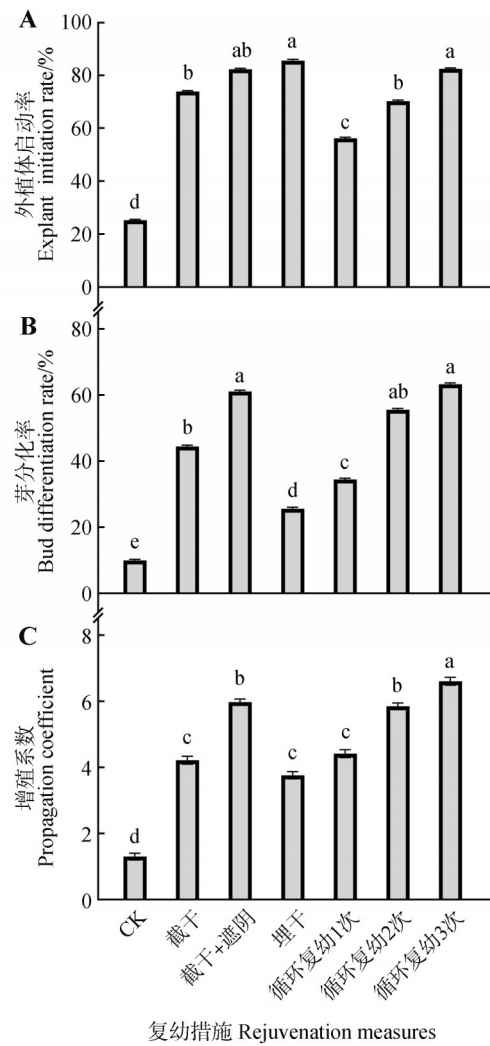 A
外植体启动率
Explant initiation rate/%
100
80
60
40
20
0
d
b
ab
a
c
b
a
B
芽分化率
Bud differentiation rate/%
80
60
40
20
0
e
b
a
d
c
ab
a
C
增殖系数
Propagation coefficient
8
6
4
2
0
d
c
b
c
c
b
a
CK
截干
截干+遮阴
埋干
循环复幼1次
循环复幼2次
循环复幼3次
复幼措施 Rejuvenation measures